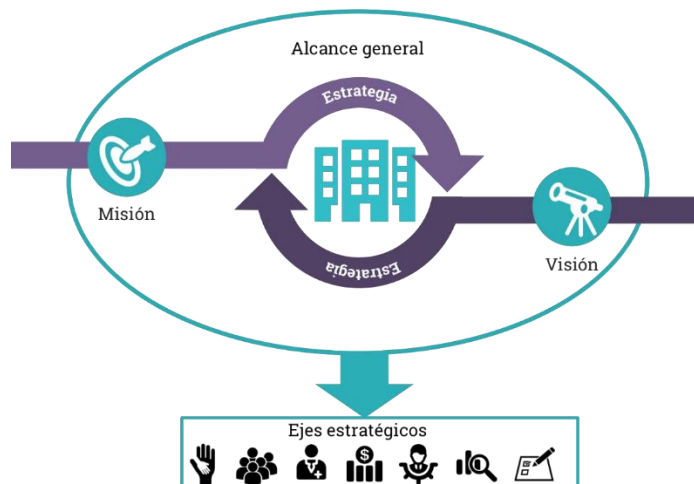 Alcance general
Estrategia
Misión
Estrategia
Visión
Ejes estratégicos
$